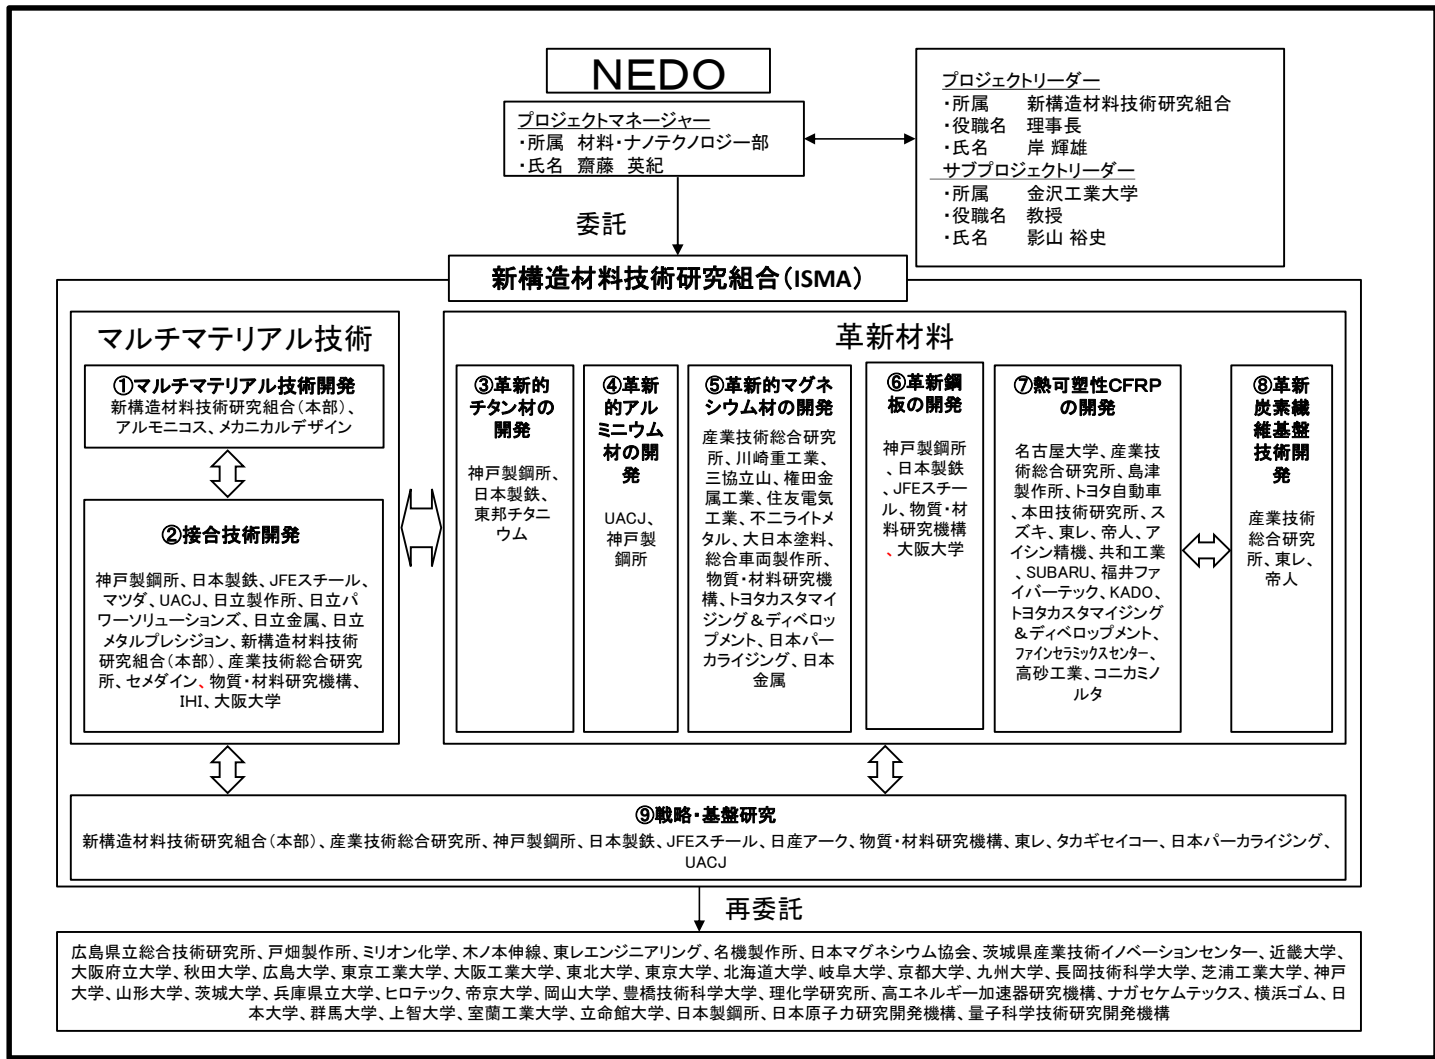 NEDO
プロジェクトマネージャー
・所属 材料・ナノテクノロジー部
・氏名 齋藤 英紀
プロジェクトリーダー
・所属 新構造材料技術研究組合
・役職名 理事長
・氏名 岸 輝雄
サブプロジェクトリーダー
・所属 金沢工業大学
・役職名 教授
・氏名 影山 裕史
委託
新構造材料技術研究組合(ISMA)
マルチマテリアル技術
①マルチマテリアル技術開発
新構造材料技術研究組合(本部)、
アルモニコス、メカニカルデザイン
②接合技術開発
神戸製鋼所、日本製鉄、JFEスチール、
マツダ、UACJ、日立製作所、日立パ
ワーソリューションズ、日立金属、日立
メタルプレシジョン、新構造材料技術
研究組合(本部)、産業技術総合研究
所、セメダイン、物質・材料研究機構、
IHI、大阪大学
革新材料
③革新的
チタン材の
開発
神戸製鋼所、
日本製鉄、
東邦チタニ
ウム
④革新
的アル
ミニウム
材の開
発
UACJ、
神戸製
鋼所
⑤革新的マグネ
シウム材の開発
産業技術総合研究
所、川崎重工業、
三協立山、権田金
属工業、住友電気
工業、不二ライトメ
タル、大日本塗料、
総合車両製作所、
物質・材料研究機
構、トヨタカスタマイ
ジング&ディベロッ
プメント、日本パー
カライジング、日本
金属
⑥革新鋼
板の開発
神戸製鋼所
、日本製鉄
、JFEスチー
ル、物質・材
料研究機構
、大阪大学
⑦熱可塑性CFRP
の開発
名古屋大学、産業技
術総合研究所、島津
製作所、トヨタ自動車
、本田技術研究所、ス
ズキ、東レ、帝人、ア
イシン精機、共和工業
、SUBARU、福井ファ
イバーテック、KADO、
トヨタカスタマイジング
&ディベロップメント、
ファインセラミックスセンター、
高砂工業、コニカミノ
ルタ
⑧革新
炭素繊
維基盤
技術開
発
産業技術
総合研究
所、東レ、
帝人
⑨戦略・基盤研究
新構造材料技術研究組合(本部)、産業技術総合研究所、神戸製鋼所、日本製鉄、JFEスチール、日産アーク、物質・材料研究機構、東レ、タカギセイコー、日本パーカライジング、
UACJ
再委託
広島県立総合技術研究所、戸畑製作所、ミリオン化学、木ノ本伸線、東レエンジニアリング、名機製作所、日本マグネシウム協会、茨城県産業技術イノベーションセンター、近畿大学、
大阪府立大学、秋田大学、広島大学、東京工業大学、大阪工業大学、東北大学、東京大学、北海道大学、岐阜大学、京都大学、九州大学、長岡技術科学大学、芝浦工業大学、神戸
大学、山形大学、茨城大学、兵庫県立大学、ヒロテック、帝京大学、岡山大学、豊橋技術科学大学、理化学研究所、高エネルギー加速器研究機構、ナガセケムテックス、横浜ゴム、日
本大学、群馬大学、上智大学、室蘭工業大学、立命館大学、日本製鋼所、日本原子力研究開発機構、量子科学技術研究開発機構